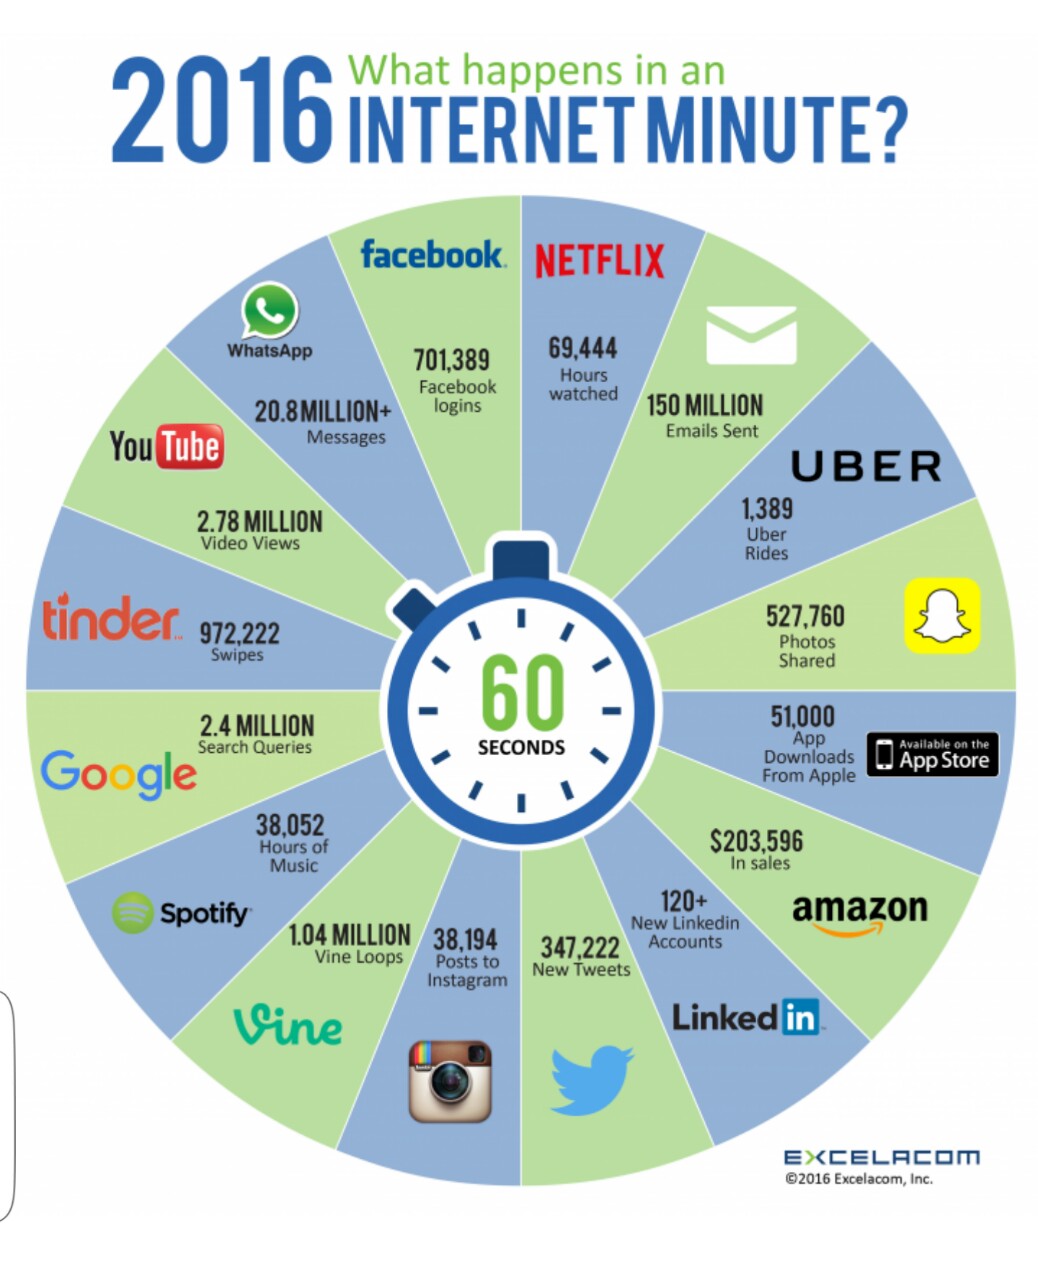 2016 What happens in an
INTERNET MINUTE?
facebook.
701,389
Facebook
logins
NETFLIX
69,444
Hours
watched
150 MILLION
Emails Sent
UBER
1,389
Uber
Rides
527,760
Photos
Shared
51,000
App
Downloads
From Apple
Available on the
App Store
$203,596
In sales
amazon
120+
New Linkedin
Accounts
Linked in
347,222
New Tweets
38,194
Posts to
Instagram
1.04 MILLION
Vine Loops
Vine
38,052
Hours of
Music
Spotify
2.4 MILLION
Search Queries
Google
tinder
972,222
Swipes
YouTube
2.78 MILLION
Video Views
WhatsApp
20.8 MILLION+
Messages
60
SECONDS
EXCELACOM
©2016 Excelacom, Inc.